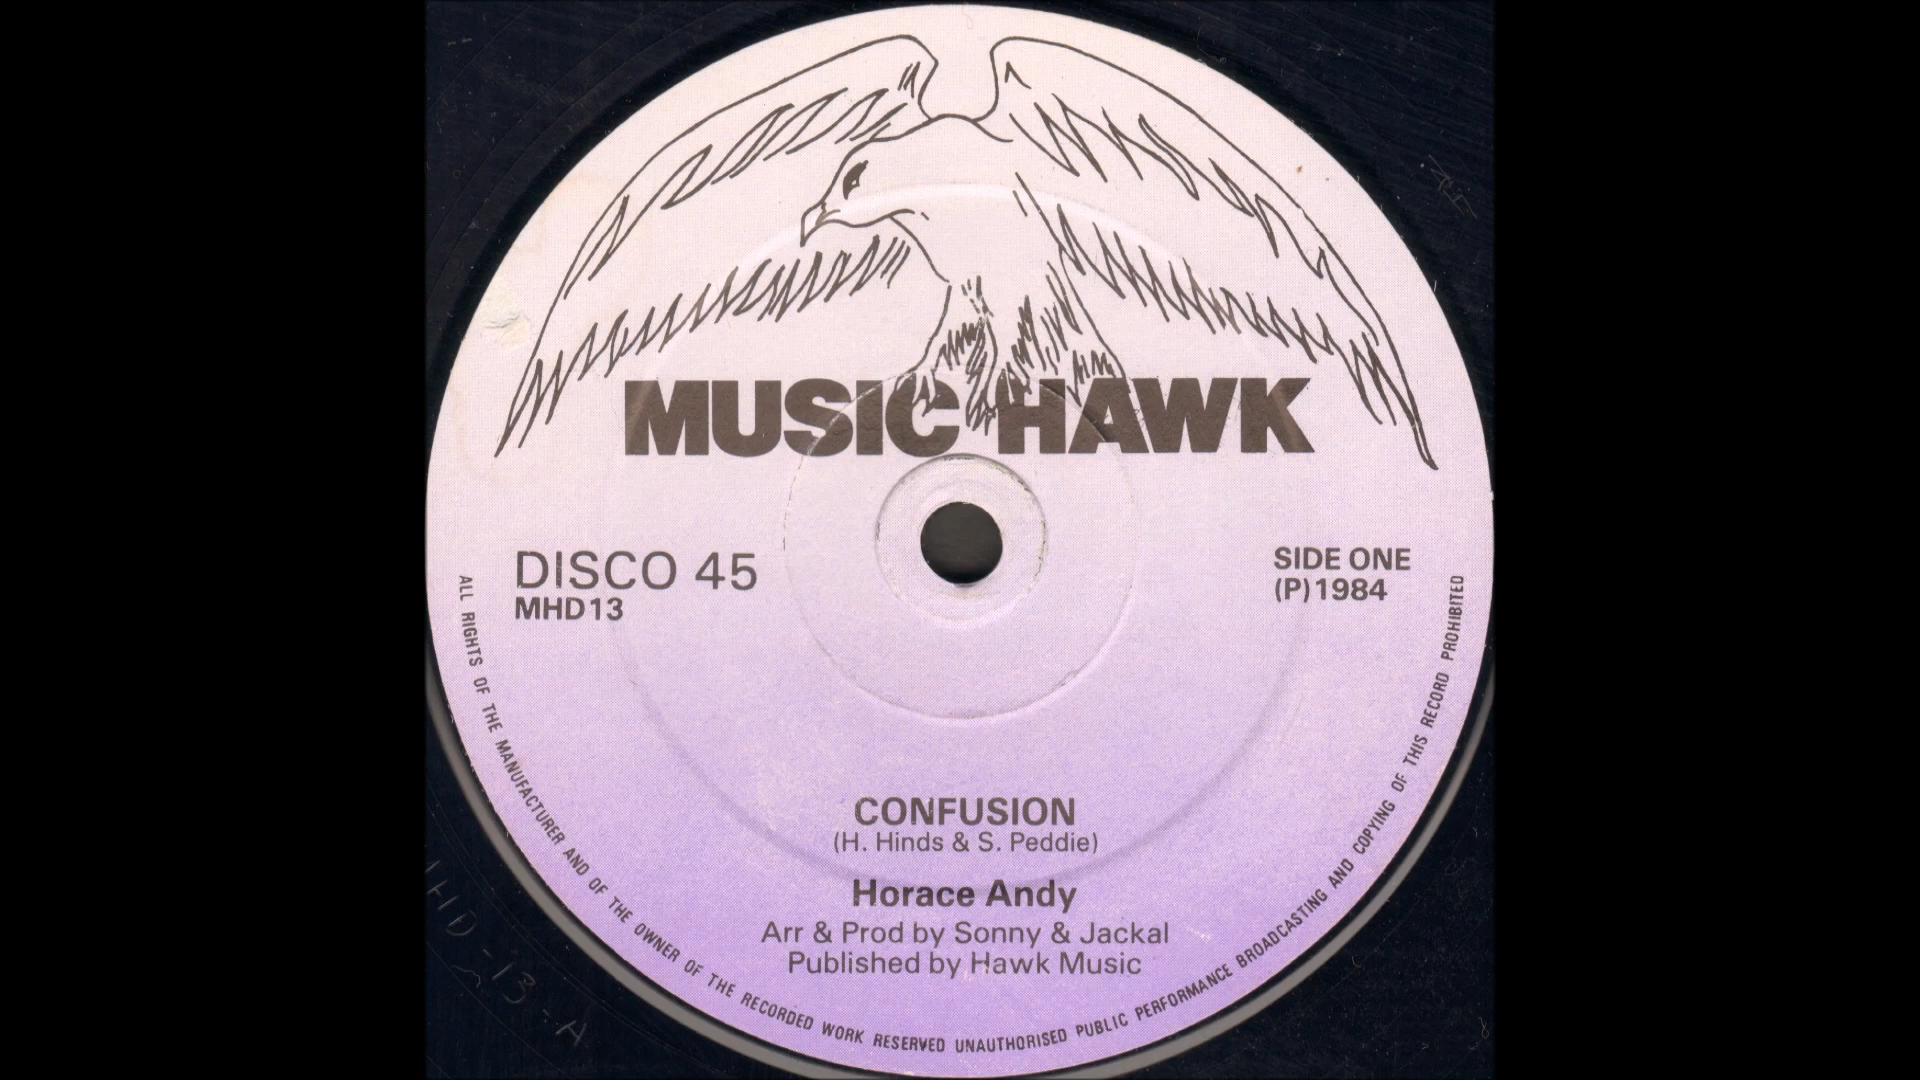 MUSIC HAWK
DISCO 45
MHD13
SIDE ONE
(P)1984
CONFUSION
(H. Hinds & S. Peddie)
Horace Andy
Arr & Prod by Sonny & Jackal
Published by Hawk Music
ALL RIGHTS OF THE MANUFACTURER AND OF THE OWNER OF THE RECORDED WORK RESERVED UNAUTHORISED PUBLIC PERFORMANCE BROADCASTING AND COPYING OF THIS RECORD PROHIBITED
MHD-13-A